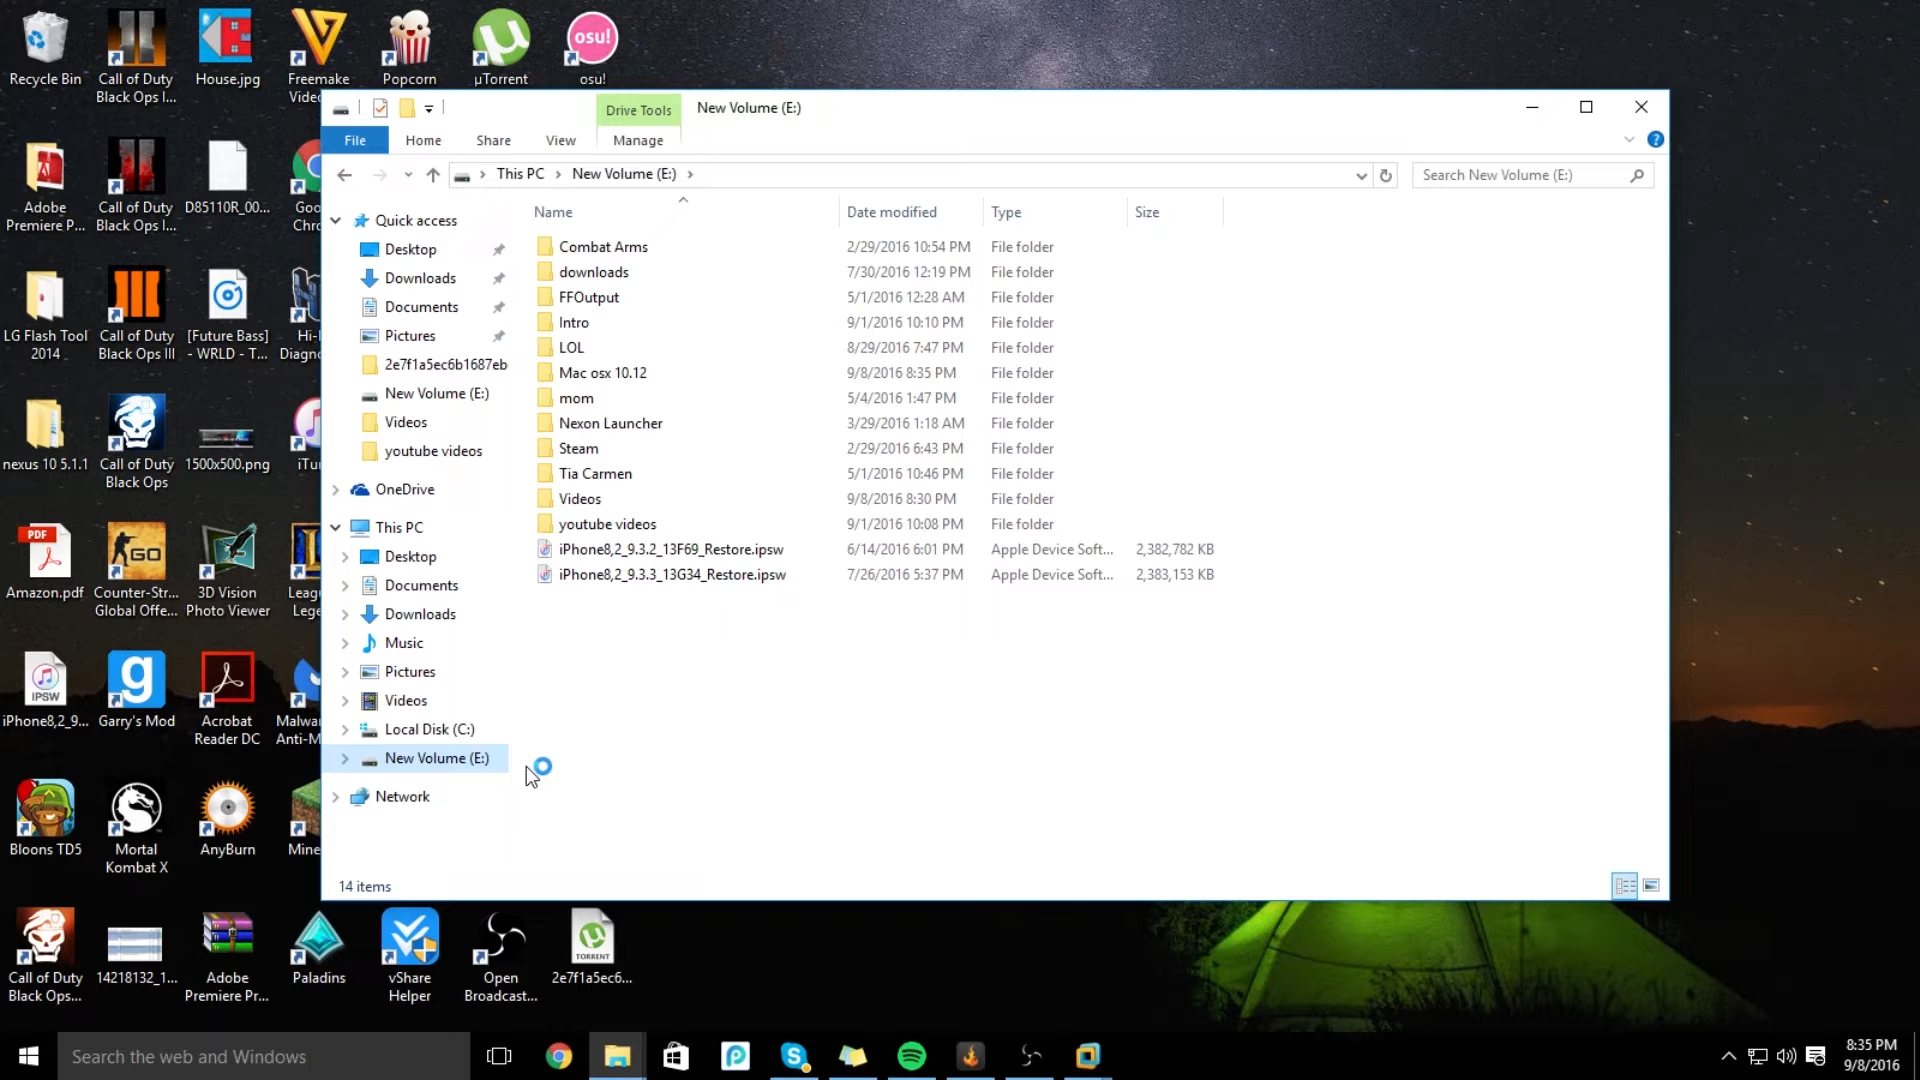 Recycle Bin
Call of Duty
Black Ops I...
House.jpg
Freemake
Popcorn
µTorrent
osu!
osu!
Drive Tools
New Volume (E:)
File
Home
Share
View
Manage
This PC
New Volume (E:)
Search New Volume (E:)
Name
Date modified
Type
Size
Combat Arms 2/29/2016 10:54 PM File folder
downloads 7/30/2016 12:19 PM File folder
FFOutput 5/1/2016 12:28 AM File folder
Intro 9/1/2016 10:10 PM File folder
LOL 8/29/2016 7:47 PM File folder
Mac osx 10.12 9/8/2016 8:35 PM File folder
mom 5/4/2016 1:47 PM File folder
Nexon Launcher 3/29/2016 1:18 AM File folder
Steam 2/29/2016 6:43 PM File folder
Tia Carmen 5/1/2016 10:46 PM File folder
Videos 9/8/2016 8:30 PM File folder
youtube videos 9/1/2016 10:08 PM File folder
iPhone8,2_9.3.2_13F69_Restore.ipsw 6/14/2016 6:01 PM Apple Device Soft... 2,382,782 KB
iPhone8,2_9.3.3_13G34_Restore.ipsw 7/26/2016 5:37 PM Apple Device Soft... 2,383,153 KB
Quick access
Desktop
Downloads
Documents
Pictures
2e7f1a5ec6b1687eb
New Volume (E:)
Videos
youtube videos
OneDrive
This PC
Desktop
Documents
Downloads
Music
Pictures
Videos
Local Disk (C:)
New Volume (E:)
Network
14 items
Adobe
Premiere P...
Call of Duty
Black Ops I...
D85110R_00...
LG Flash Tool
2014
Call of Duty
Black Ops III
[Future Bass]
- WRLD - T...
nexus 10 5.1.1
Call of Duty
Black Ops
1500x500.png
PDF
Amazon.pdf
GO
Counter-Str...
Global Offe...
3D Vision
Photo Viewer
IPSW
iPhone8,2_9...
g
Garry's Mod
Acrobat
Reader DC
Bloons TD5
Mortal
Kombat X
AnyBurn
Call of Duty
Black Ops...
14218132_1...
Adobe
Premiere Pr...
Paladins
vShare
Helper
Open
Broadcast...
TORRENT
2e7f1a5ec6...
Search the web and Windows
8:35 PM
9/8/2016